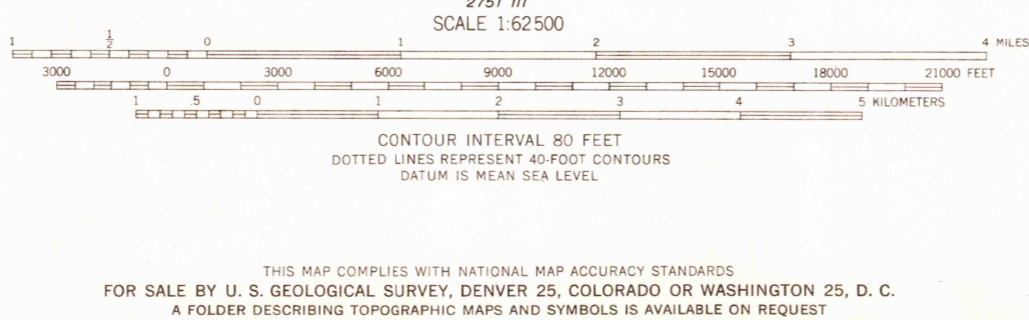 2751 III
SCALE 1:62500
1 ½ 0 1 2 3 4 MILES
3000 0 3000 6000 9000 12000 15000 18000 21000 FEET
1 .5 0 1 2 3 4 5 KILOMETERS
CONTOUR INTERVAL 80 FEET
DOTTED LINES REPRESENT 40-FOOT CONTOURS
DATUM IS MEAN SEA LEVEL
THIS MAP COMPLIES WITH NATIONAL MAP ACCURACY STANDARDS
FOR SALE BY U. S. GEOLOGICAL SURVEY, DENVER 25, COLORADO OR WASHINGTON 25, D. C.
A FOLDER DESCRIBING TOPOGRAPHIC MAPS AND SYMBOLS IS AVAILABLE ON REQUEST